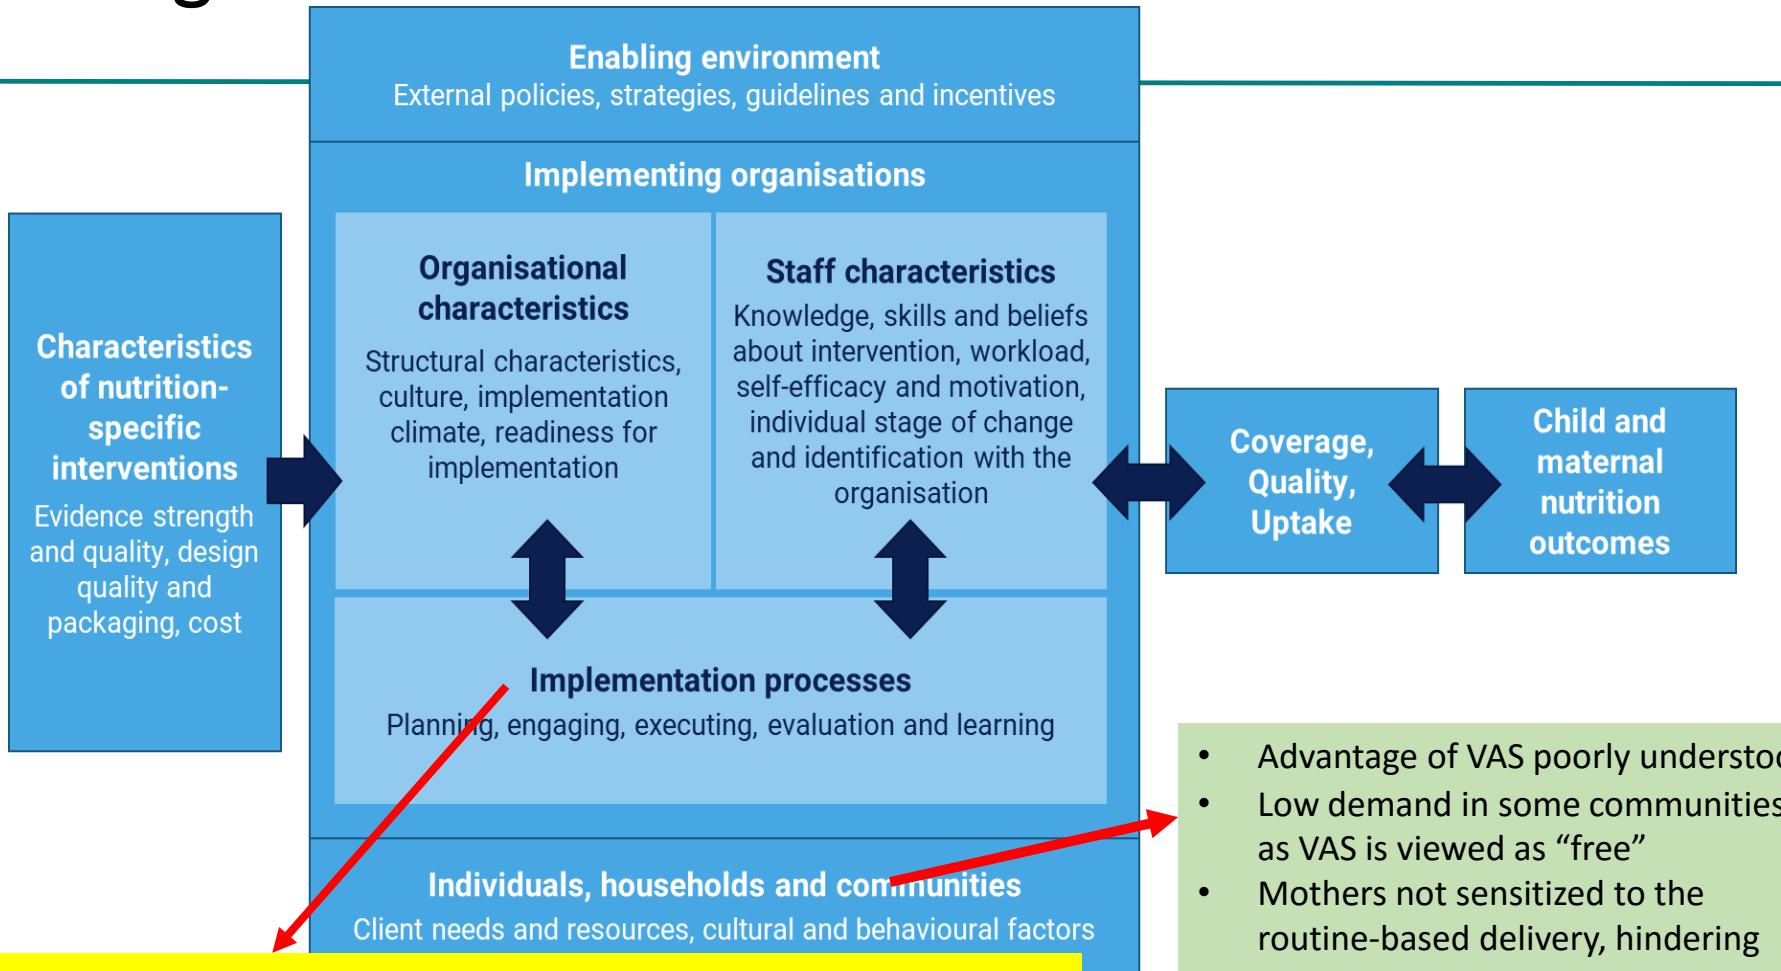 Enabling environment
External policies, strategies, guidelines and incentives
Implementing organisations
Characteristics
of nutrition-
specific
interventions
Evidence strength
and quality, design
quality and
packaging, cost
Organisational
characteristics
Structural characteristics,
culture, implementation
climate, readiness for
implementation
Staff characteristics
Knowledge, skills and beliefs
about intervention, workload,
self-efficacy and motivation,
individual stage of change
and identification with the
organisation
Implementation processes
Planning, engaging, executing, evaluation and learning
Individuals, households and communities
Client needs and resources, cultural and behavioural factors
Coverage,
Quality,
Uptake
Child and
maternal
nutrition
outcomes
• Advantage of VAS poorly understoo
• Low demand in some communities
as VAS is viewed as “free”
• Mothers not sensitized to the
routine-based delivery, hindering